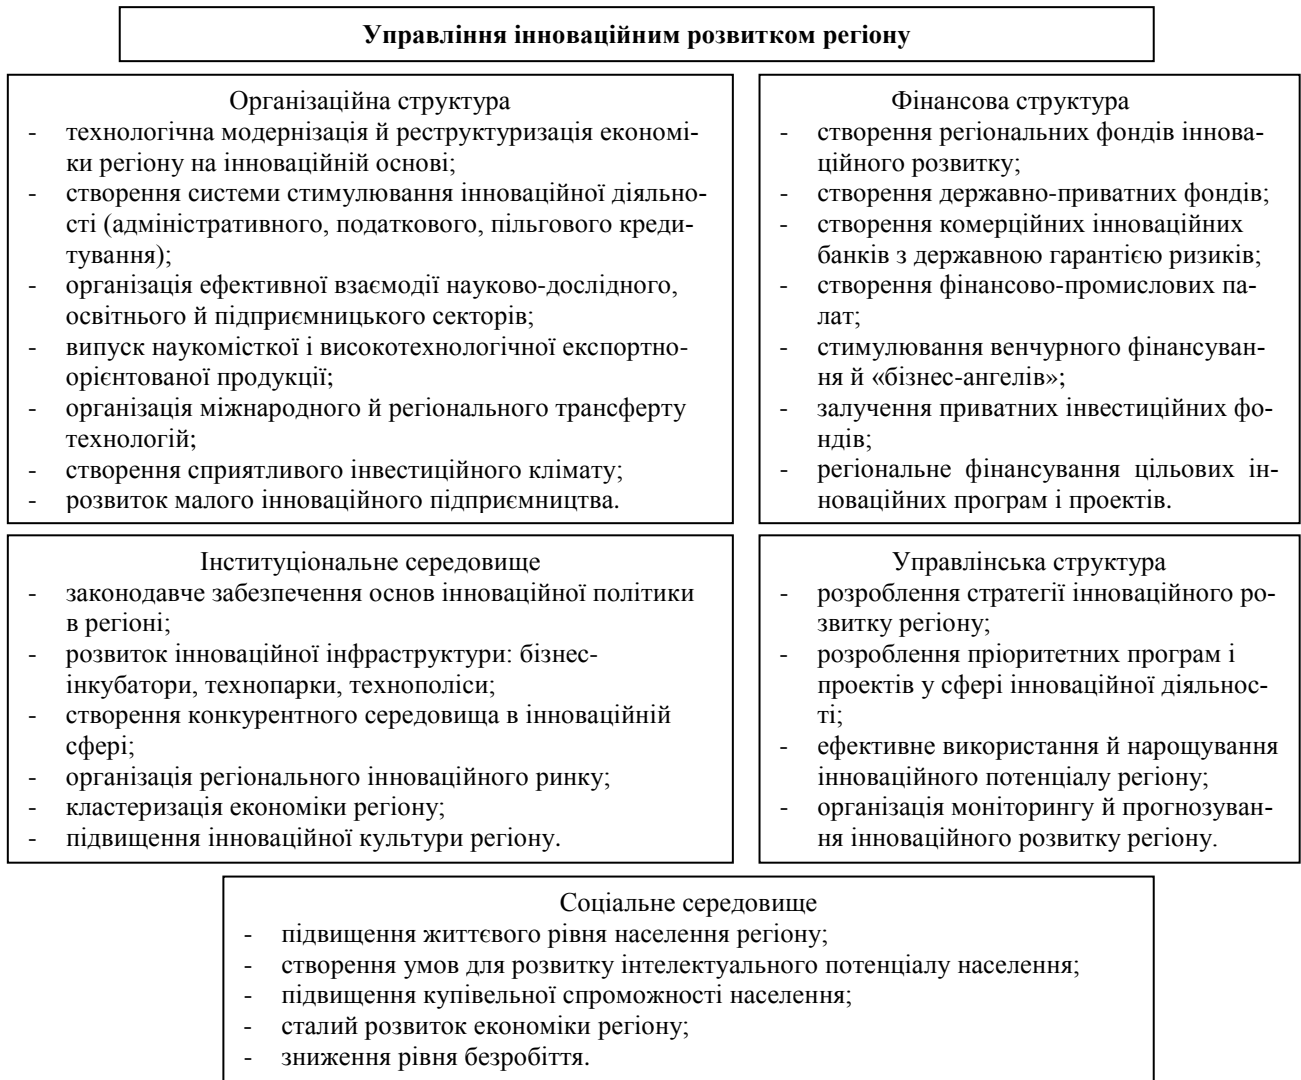 Управління інноваційним розвитком регіону
Організаційна структура
- технологічна модернізація й реструктуризація економі-
ки регіону на інноваційній основі;
- створення системи стимулювання інноваційної діяльно-
сті (адміністративного, податкового, пільгового креди-
тування);
- організація ефективної взаємодії науково-дослідного,
освітнього й підприємницького секторів;
- випуск наукомісткої і високотехнологічної експортно-
орієнтованої продукції;
- організація міжнародного й регіонального трансферту
технологій;
- створення сприятливого інвестиційного клімату;
- розвиток малого інноваційного підприємництва.
Фінансова структура
- створення регіональних фондів іннова-
ційного розвитку;
- створення державно-приватних фондів;
- створення комерційних інноваційних
банків з державною гарантією ризиків;
- створення фінансово-промислових па-
лат;
- стимулювання венчурного фінансуван-
ня й «бізнес-ангелів»;
- залучення приватних інвестиційних фо-
ндів;
- регіональне фінансування цільових ін-
новаційних програм і проектів.
Інституціональне середовище
- законодавче забезпечення основ інноваційної політики
в регіоні;
- розвиток інноваційної інфраструктури: бізнес-
інкубатори, технопарки, технополіси;
- створення конкурентного середовища в інноваційній
сфері;
- організація регіонального інноваційного ринку;
- кластеризація економіки регіону;
- підвищення інноваційної культури регіону.
Управлінська структура
- розроблення стратегії інноваційного ро-
звитку регіону;
- розроблення пріоритетних програм і
проектів у сфері інноваційної діяльнос-
ті;
- ефективне використання й нарощування
інноваційного потенціалу регіону;
- організація моніторингу й прогнозуван-
ня інноваційного розвитку регіону.
Соціальне середовище
- підвищення життєвого рівня населення регіону;
- створення умов для розвитку інтелектуального потенціалу населення;
- підвищення купівельної спроможності населення;
- сталий розвиток економіки регіону;
- зниження рівня безробіття.